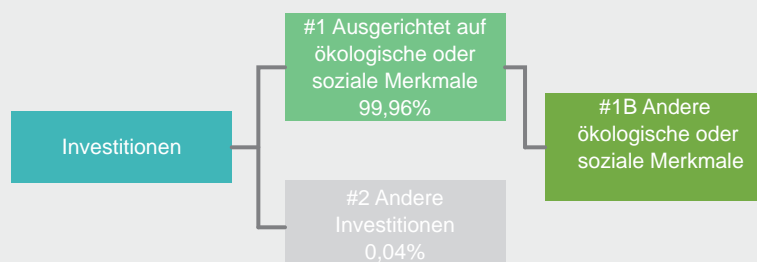 Investitionen
#1 Ausgerichtet auf
ökologische oder
soziale Merkmale
99,96%
#1B Andere
ökologische oder
soziale Merkmale
#2 Andere
Investitionen
0,04%